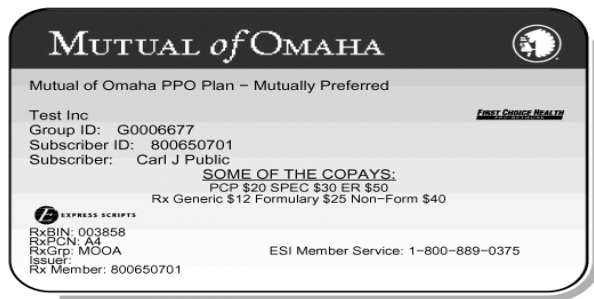 MUTUAL of OMAHA
Mutual of Omaha PPO Plan – Mutually Preferred
Test Inc
FIRST CHOICE HEALTH
Group ID: G0006677
Subscriber ID: 800650701
Subscriber: Carl J Public
SOME OF THE COPAYS:
PCP $20 SPEC $30 ER $50
Rx Generic $12 Formulary $25 Non-Form $40
EXPRESS SCRIPTS
RxBIN: 003858
RxPCN: A4
RxGrp: MOOA
ESI Member Service: 1-800-889-0375
Issuer:
Rx Member: 800650701